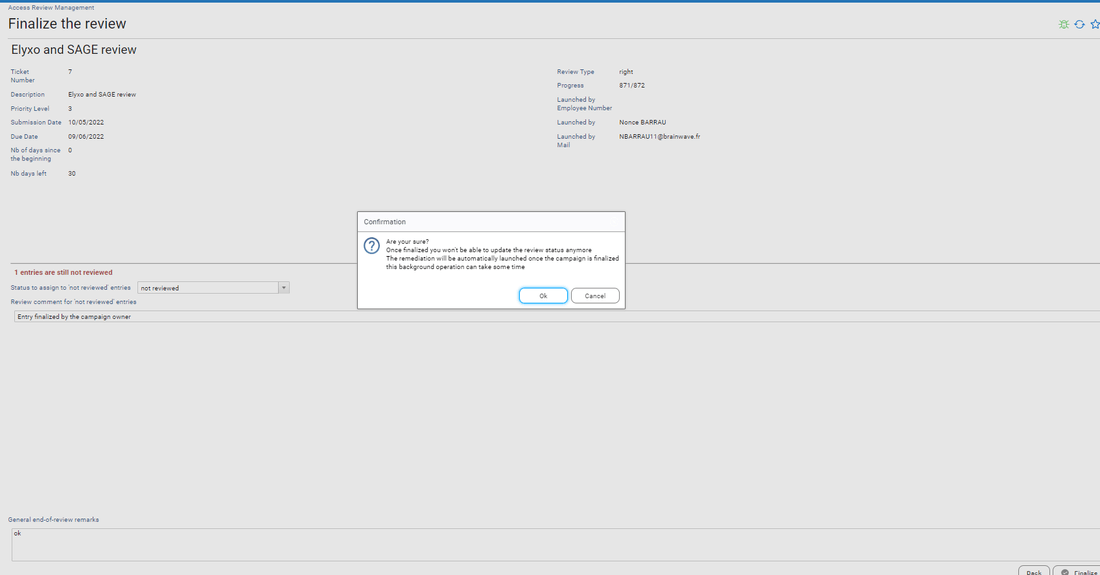 Access Review Management
Finalize the review
Elyxo and SAGE review
Ticket Number 7
Description Elyxo and SAGE review
Priority Level 3
Submission Date 10/05/2022
Due Date 09/06/2022
Nb of days since the beginning 0
Nb days left 30
Review Type right
Progress 871/872
Launched by Employee Number
Launched by Nonce BARRAU
Launched by Mail NBARRAU11@brainwave.fr
Confirmation
Are your sure?
Once finalized you won't be able to update the review status anymore
The remediation will be automatically launched once the campaign is finalized
this background operation can take some time
Ok Cancel
1 entries are still not reviewed
Status to assign to 'not reviewed' entries not reviewed
Review comment for 'not reviewed' entries
Entry finalized by the campaign owner
General end-of-review remarks
ok
Back Finalize